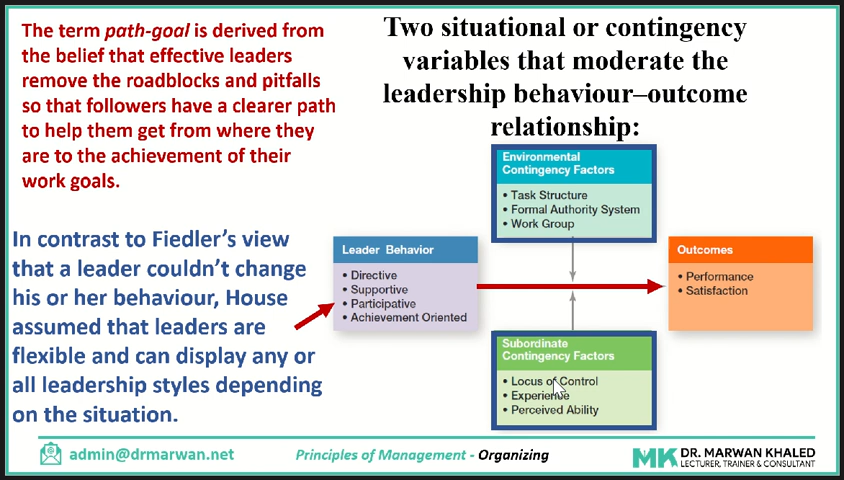 The term path-goal is derived from
the belief that effective leaders
remove the roadblocks and pitfalls
so that followers have a clearer path
to help them get from where they
are to the achievement of their
work goals.
In contrast to Fiedler's view
that a leader couldn't change
his or her behaviour, House
assumed that leaders are
flexible and can display any or
all leadership styles depending
on the situation.
Two situational or contingency
variables that moderate the
leadership behaviour–outcome
relationship:
Environmental
Contingency Factors
• Task Structure
• Formal Authority System
• Work Group
Leader Behavior
• Directive
• Supportive
• Participative
• Achievement Oriented
Outcomes
• Performance
• Satisfaction
Subordinate
Contingency Factors
• Locus of Control
• Experience
• Perceived Ability
admin@drmarwan.net
Principles of Management - Organizing
MK DR. MARWAN KHALED
LECTURER, TRAINER & CONSULTANT